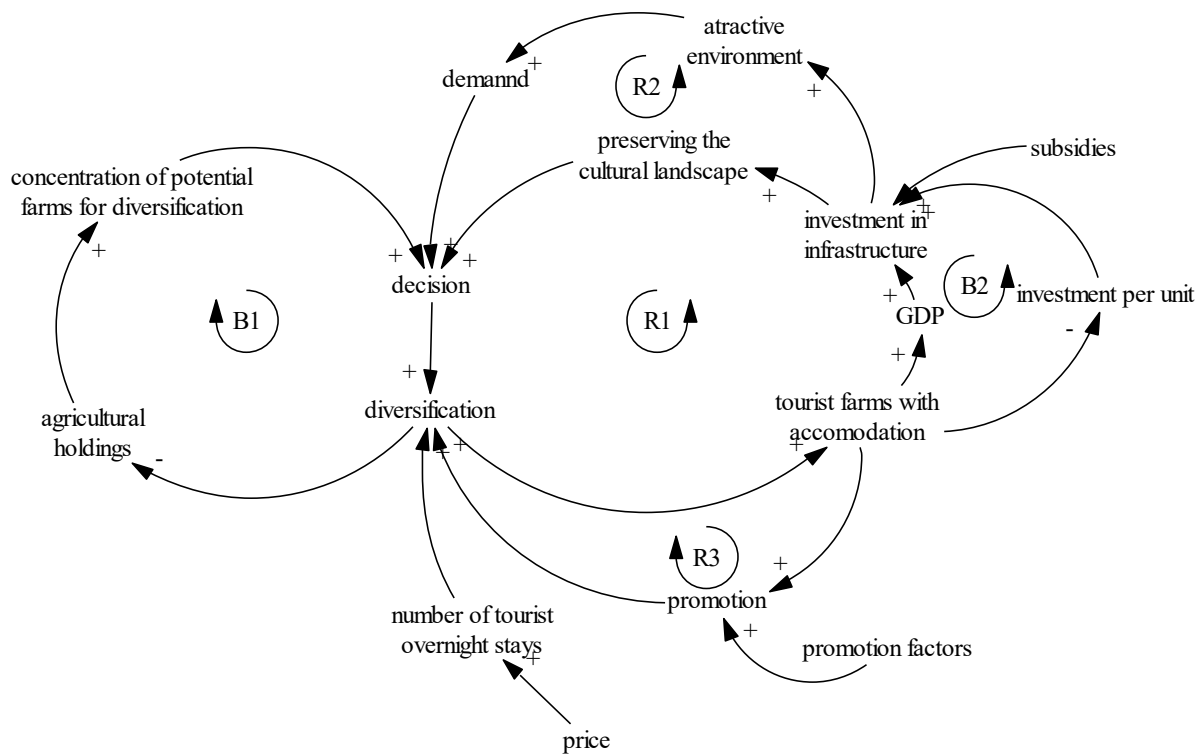 atractive
environment
+
demannd
R2
+
preserving the
cultural landscape
subsidies
concentration of potential
farms for diversification
+
+
+
investment in
infrastructure
+
+
+
+
+
decision
B2
investment per unit
+
GDP
B1
R1
-
+
+
diversification
tourist farms with
accomodation
agricultural
holdings
-
+
+
+
R3
+
promotion
number of tourist
overnight stays
+
promotion factors
+
price